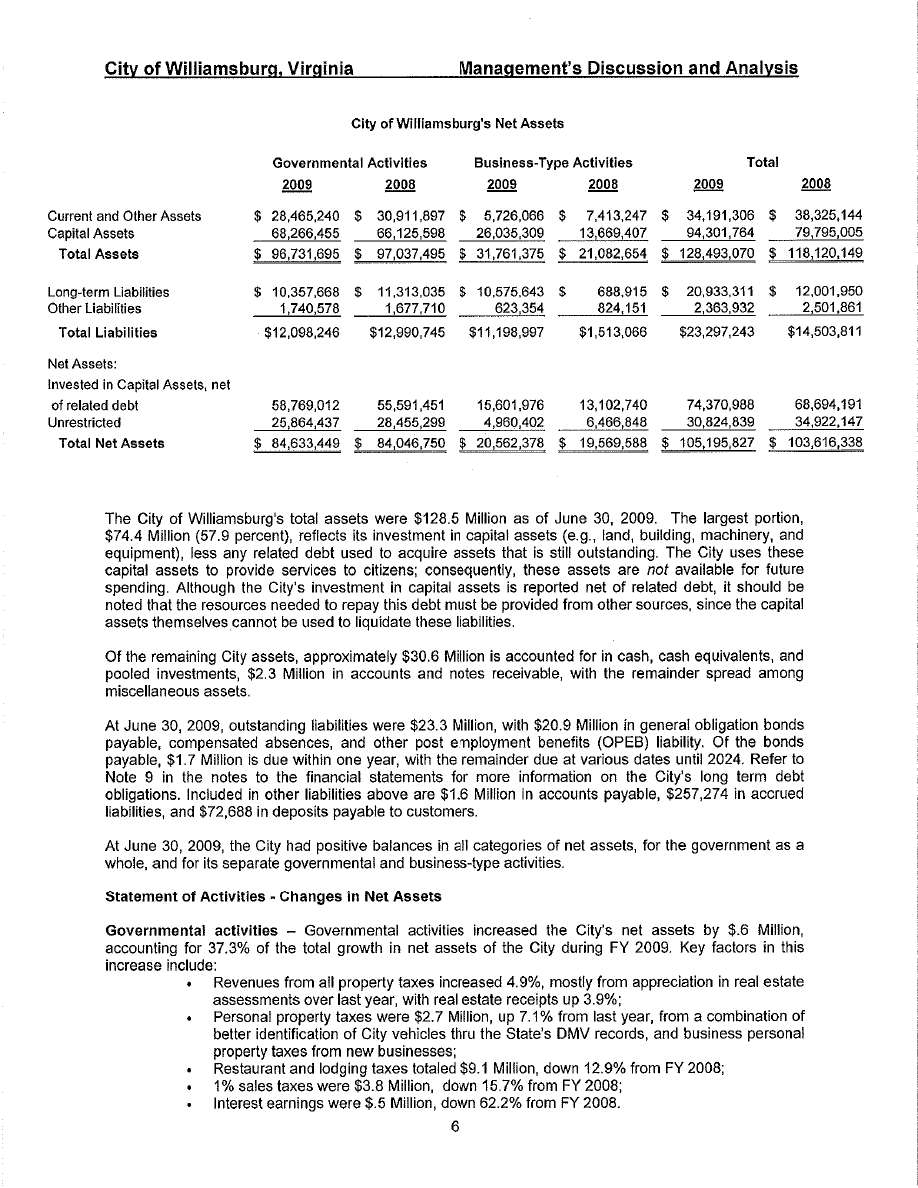 City of Williamsburg, Virginia Management's Discussion and Analysis
City of Williamsburg's Net Assets
Governmental Activities Business-Type Activities Total
2009 2008 2009 2008 2009 2008
Current and Other Assets $ 28,465,240 $ 30,911,897 $ 5,726,066 $ 7,413,247 $ 34,191,306 $ 38,325,144
Capital Assets 68,266,455 66,125,598 26,035,309 13,669,407 94,301,764 79,795,005
Total Assets $ 96,731,695 $ 97,037,495 $ 31,761,375 $ 21,082,654 $ 128,493,070 $ 118,120,149
Long-term Liabilities $ 10,357,668 $ 11,313,035 $ 10,575,643 $ 688,915 $ 20,933,311 $ 12,001,950
Other Liabilities 1,740,578 1,677,710 623,354 824,151 2,363,932 2,501,861
Total Liabilities $12,098,246 $12,990,745 $11,198,997 $1,513,066 $23,297,243 $14,503,811
Net Assets:
Invested in Capital Assets, net
of related debt 58,769,012 55,591,451 15,601,976 13,102,740 74,370,988 68,694,191
Unrestricted 25,864,437 28,455,299 4,960,402 6,466,848 30,824,839 34,922,147
Total Net Assets $ 84,633,449 $ 84,046,750 $ 20,562,378 $ 19,569,588 $ 105,195,827 $ 103,616,338
The City of Williamsburg's total assets were $128.5 Million as of June 30, 2009. The largest portion,
$74.4 Million (57.9 percent), reflects its investment in capital assets (e.g., land, building, machinery, and
equipment), less any related debt used to acquire assets that is still outstanding. The City uses these
capital assets to provide services to citizens; consequently, these assets are not available for future
spending. Although the City's investment in capital assets is reported net of related debt, it should be
noted that the resources needed to repay this debt must be provided from other sources, since the capital
assets themselves cannot be used to liquidate these liabilities.
Of the remaining City assets, approximately $30.6 Million is accounted for in cash, cash equivalents, and
pooled investments, $2.3 Million in accounts and notes receivable, with the remainder spread among
miscellaneous assets.
At June 30, 2009, outstanding liabilities were $23.3 Million, with $20.9 Million in general obligation bonds
payable, compensated absences, and other post employment benefits (OPEB) liability. Of the bonds
payable, $1.7 Million is due within one year, with the remainder due at various dates until 2024. Refer to
Note 9 in the notes to the financial statements for more information on the City's long term debt
obligations. Included in other liabilities above are $1.6 Million in accounts payable, $257,274 in accrued
liabilities, and $72,688 in deposits payable to customers.
At June 30, 2009, the City had positive balances in all categories of net assets, for the government as a
whole, and for its separate governmental and business-type activities.
Statement of Activities - Changes in Net Assets
Governmental activities – Governmental activities increased the City's net assets by $.6 Million,
accounting for 37.3% of the total growth in net assets of the City during FY 2009. Key factors in this
increase include:
• Revenues from all property taxes increased 4.9%, mostly from appreciation in real estate
assessments over last year, with real estate receipts up 3.9%;
• Personal property taxes were $2.7 Million, up 7.1% from last year, from a combination of
better identification of City vehicles thru the State's DMV records, and business personal
property taxes from new businesses;
• Restaurant and lodging taxes totaled $9.1 Million, down 12.9% from FY 2008;
• 1% sales taxes were $3.8 Million, down 15.7% from FY 2008;
• Interest earnings were $.5 Million, down 62.2% from FY 2008.
6